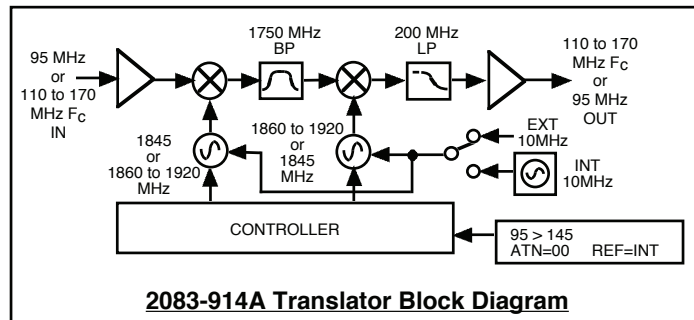 95 MHz
or
110 to 170
MHz Fc
IN
1750 MHz
BP
200 MHz
LP
110 to 170
MHz Fc
or
95 MHz
OUT
1845
or
1860 to 1920
MHz
1860 to 1920
or
1845
MHz
EXT
10MHz
INT
10MHz
CONTROLLER
95 > 145
ATN=00 REF=INT
2083-914A Translator Block Diagram